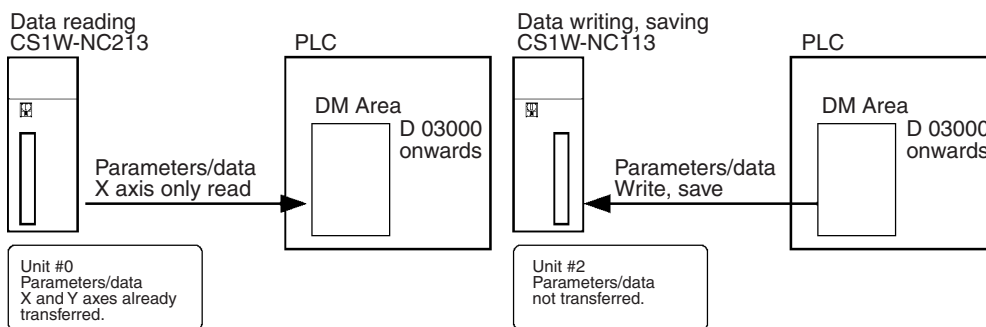 Data reading
CS1W-NC213
PLC
DM Area
D 03000
onwards
Parameters/data
X axis only read
Unit #0
Parameters/data
X and Y axes already
transferred.
Data writing, saving
CS1W-NC113
PLC
DM Area
D 03000
onwards
Parameters/data
Write, save
Unit #2
Parameters/data
not transferred.